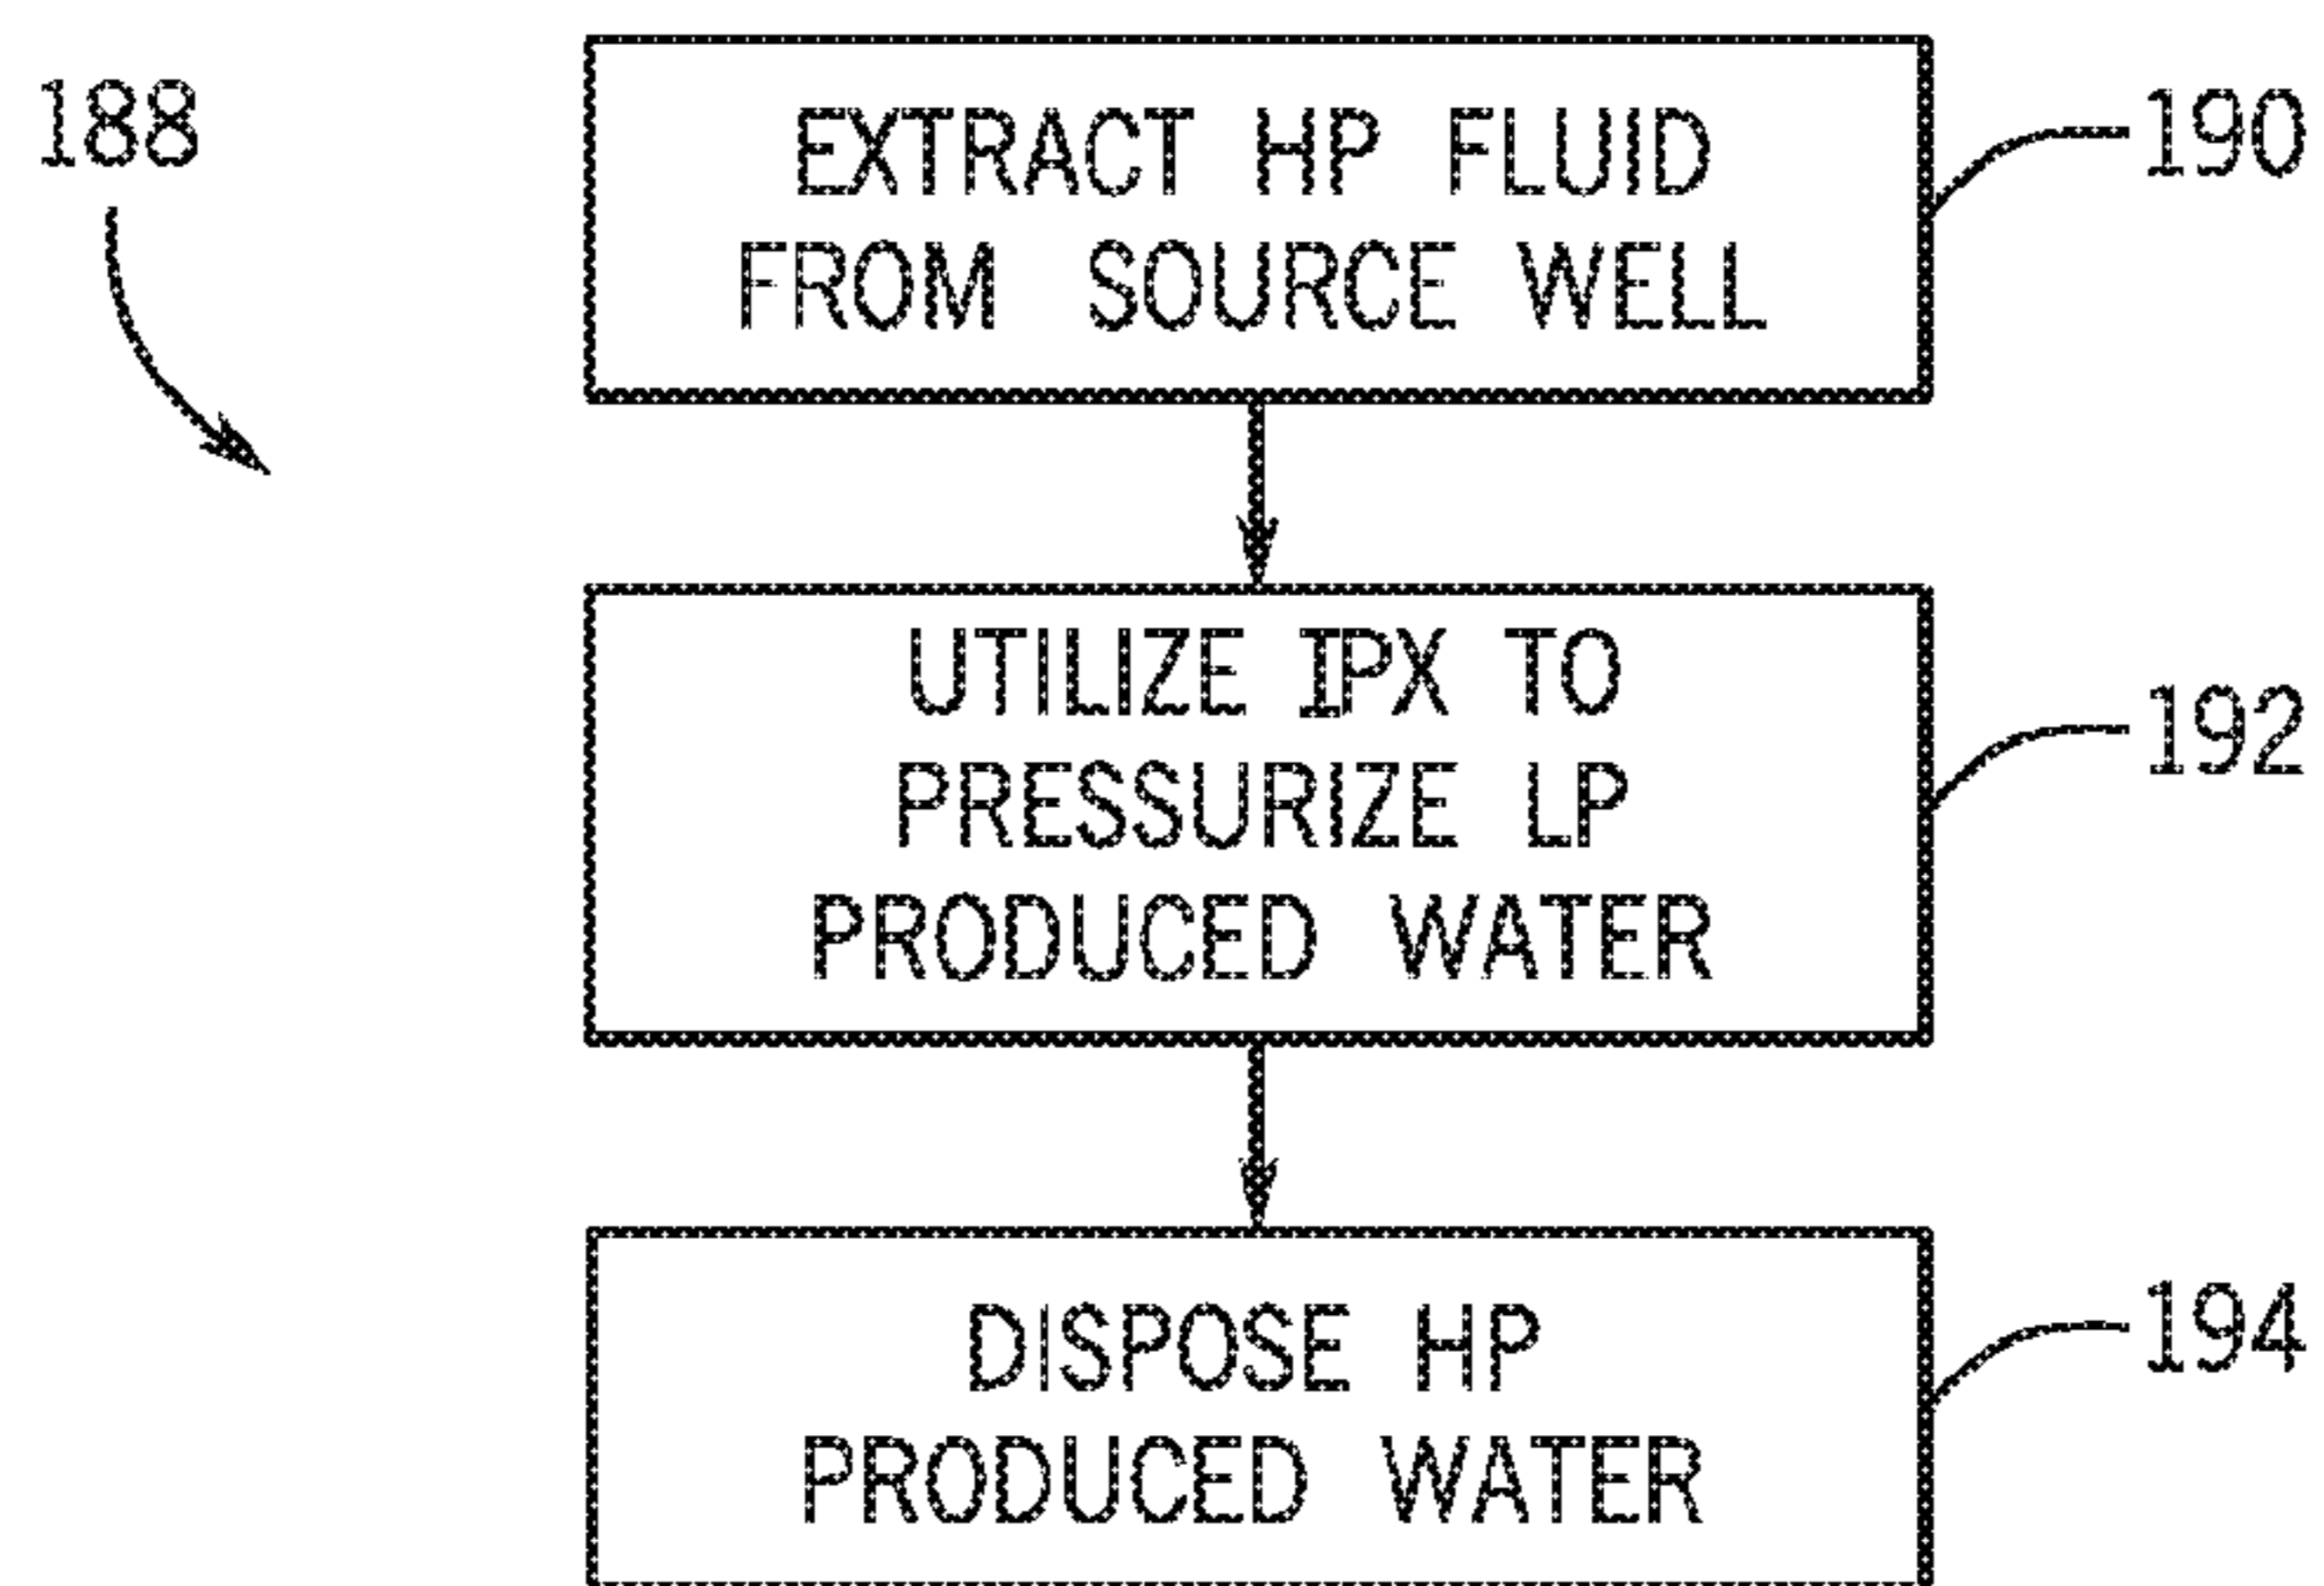 188
EXTRACT HP FLUID
FROM SOURCE WELL
190
UTILIZE IPX TO
PRESSURIZE LP
PRODUCED WATER
192
DISPOSE HP
PRODUCED WATER
194